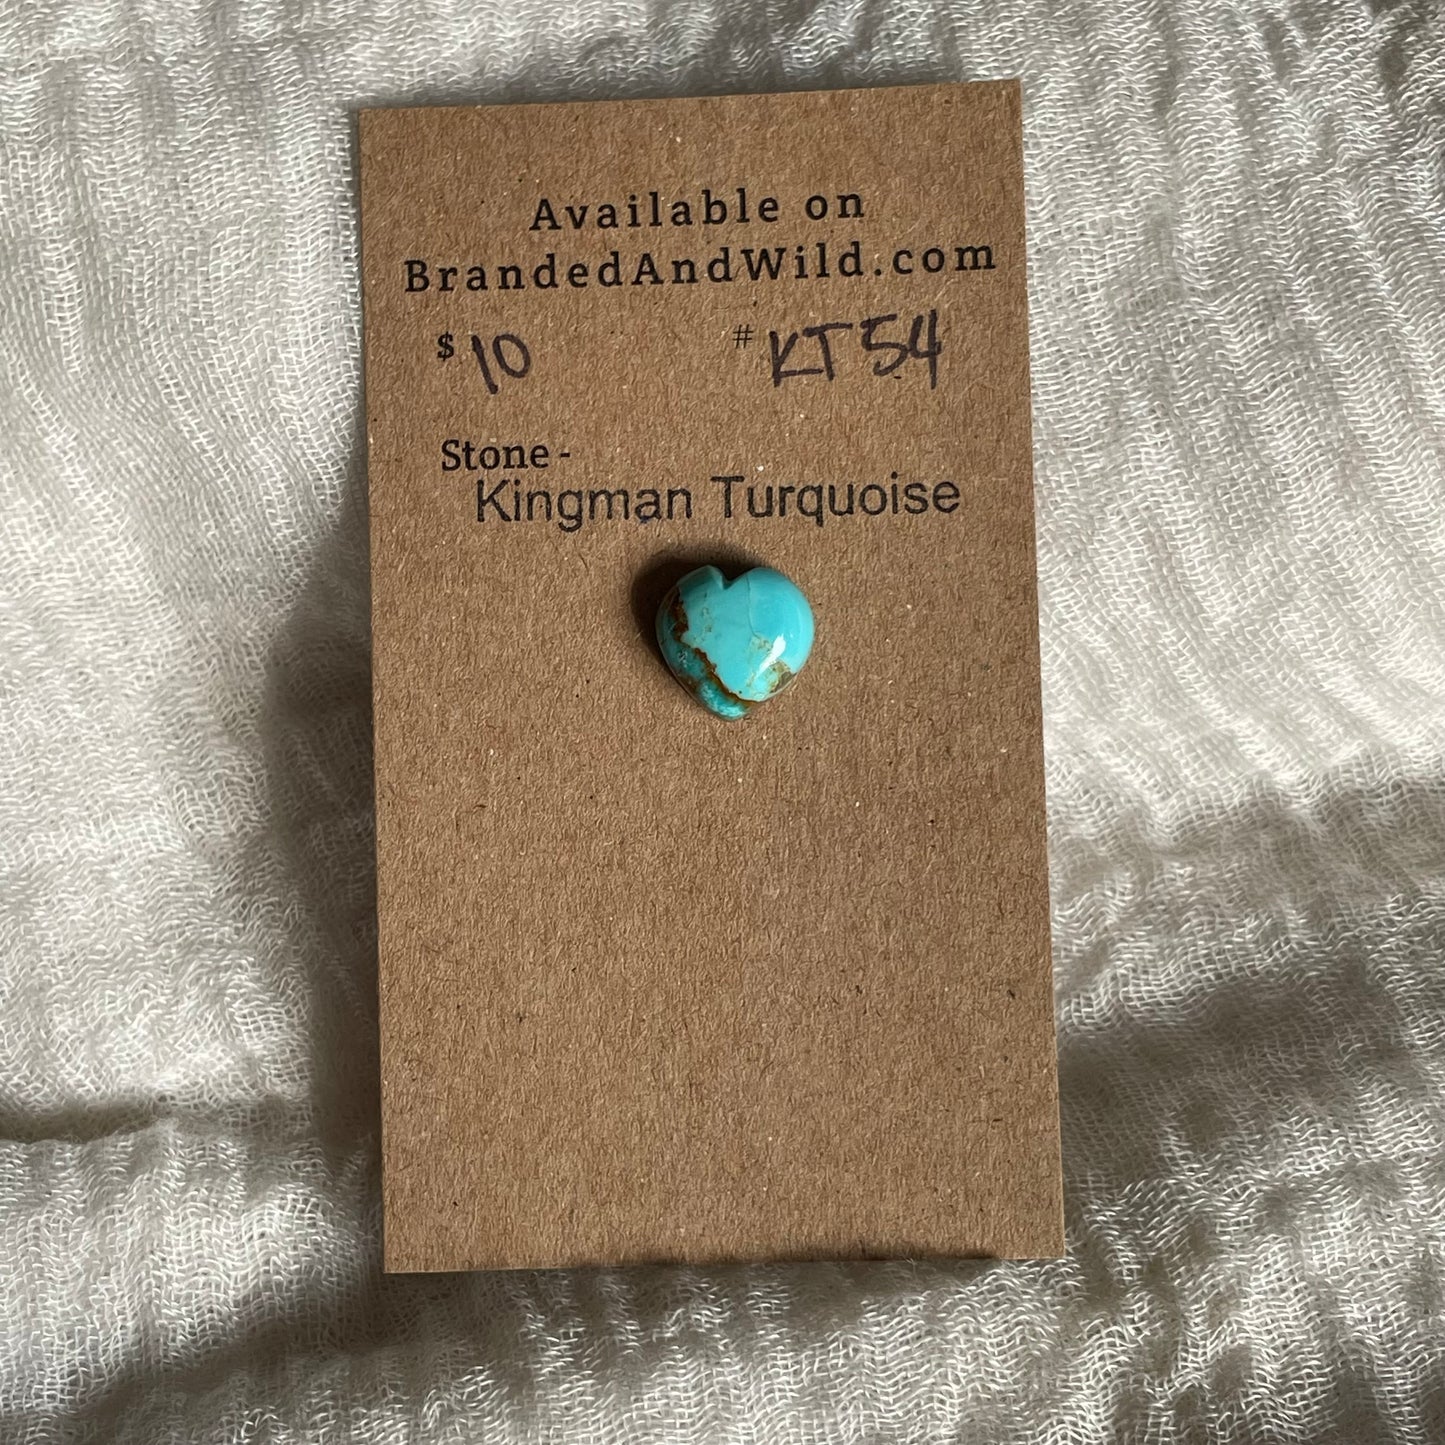 Available on
BrandedAndWild.com
$ 10 # KT54
Stone -
Kingman Turquoise